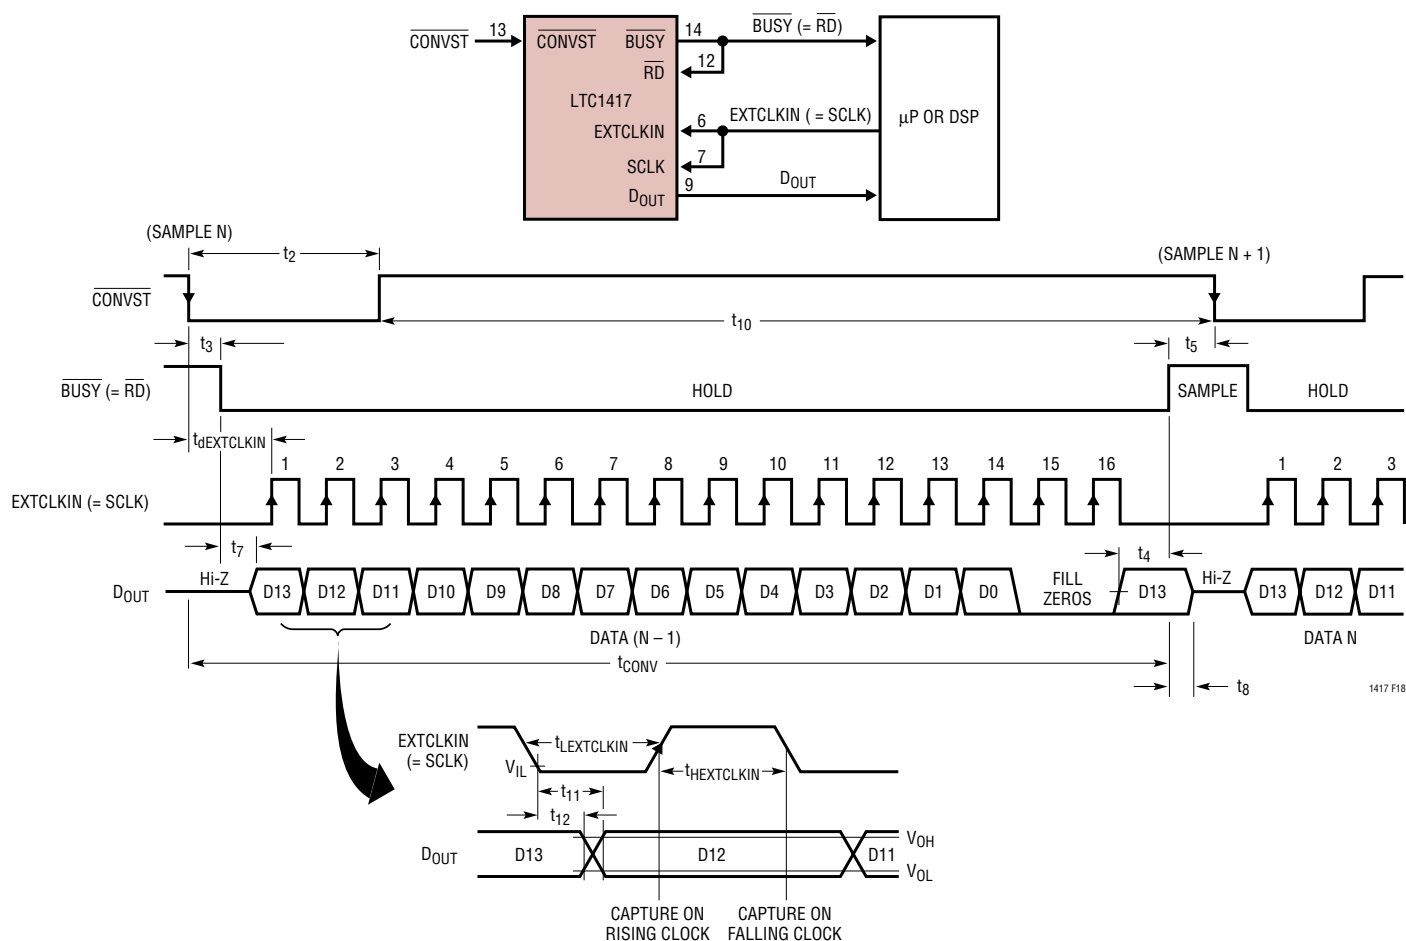 CONVST 13 CONVST BUSY 14 BUSY (= RD)
RD 12
LTC1417
EXTCLKIN 6 EXTCLKIN ( = SCLK)
µP OR DSP
SCLK 7
DOUT 9 DOUT
(SAMPLE N)
t2
(SAMPLE N + 1)
CONVST
t10
t3
t5
BUSY (= RD)
HOLD
SAMPLE
HOLD
tdEXTCLKIN
1 2 3 4 5 6 7 8 9 10 11 12 13 14 15 16 1 2 3
EXTCLKIN (= SCLK)
t7
t4
DOUT
Hi-Z
D13 D12 D11 D10 D9 D8 D7 D6 D5 D4 D3 D2 D1 D0
FILL
ZEROS
D13
Hi-Z
D13 D12 D11
DATA (N – 1)
DATA N
tCONV
t8
1417 F18
EXTCLKIN
(= SCLK)
tLEXTCLKIN
VIL
tHEXTCLKIN
t11
t12
DOUT
D13
D12
D11
VOH
VOL
CAPTURE ON
RISING CLOCK
CAPTURE ON
FALLING CLOCK